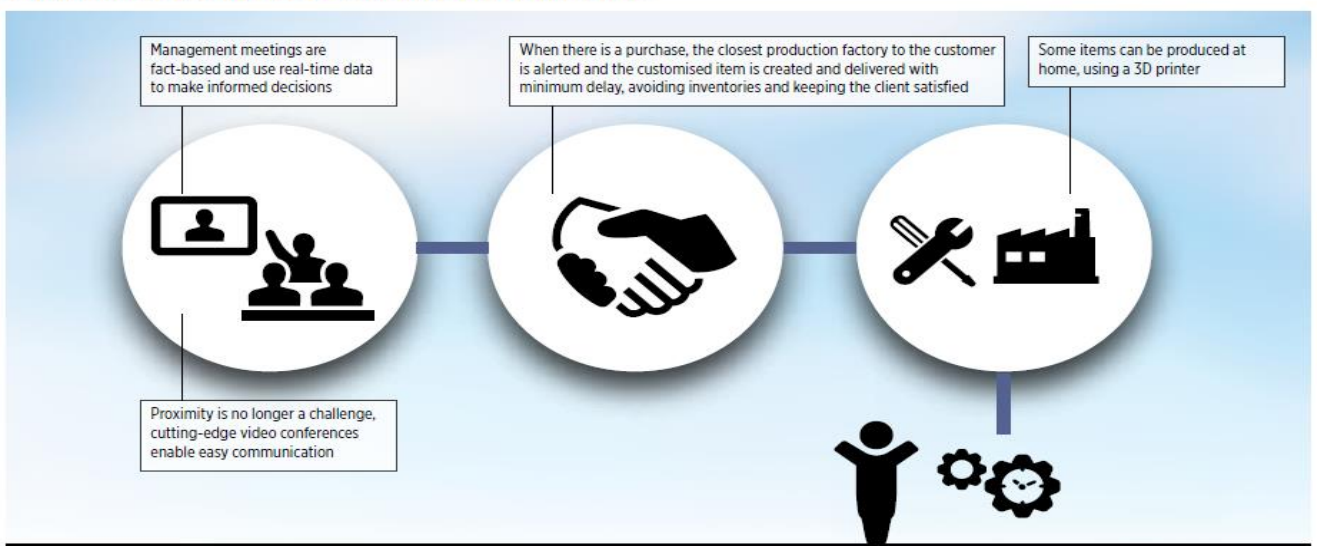 Management meetings are
fact-based and use real-time data
to make informed decisions
When there is a purchase, the closest production factory to the customer
is alerted and the customised item is created and delivered with
minimum delay, avoiding inventories and keeping the client satisfied
Some items can be produced at
home, using a 3D printer
Proximity is no longer a challenge,
cutting-edge video conferences
enable easy communication